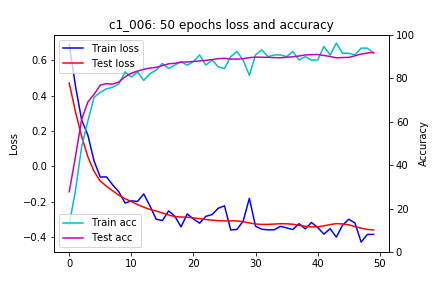 c1_006: 50 epochs loss and accuracy
Train loss
Test loss
Train acc
Test acc
Loss
0.6
0.4
0.2
0.0
−0.2
−0.4
Accuracy
100
80
60
40
20
0
0
10
20
30
40
50